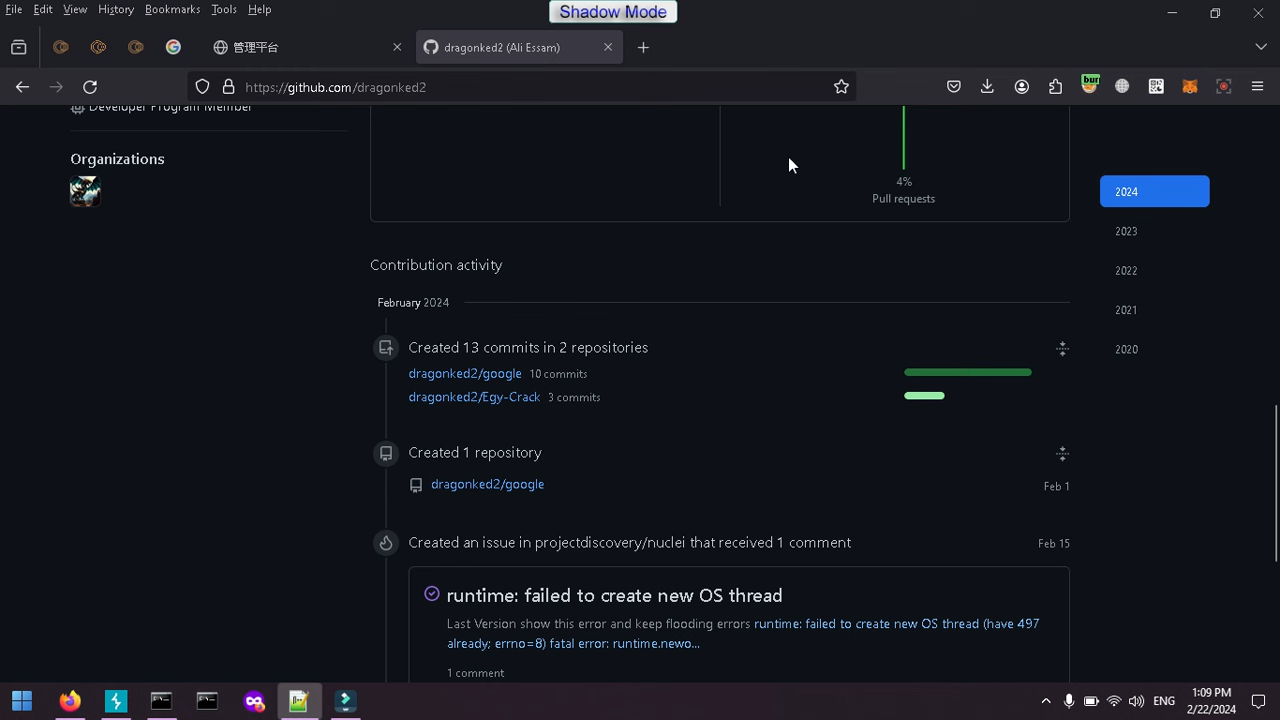 File Edit View History Bookmarks Tools Help
Shadow Mode
管理平台
dragonked2 (Ali Essam)
https://github.com/dragonked2
bur
Developer Program Member
Organizations
4%
Pull requests
2024
2023
2022
2021
2020
Contribution activity
February 2024
Created 13 commits in 2 repositories
dragonked2/google 10 commits
dragonked2/Egy-Crack 3 commits
Created 1 repository
dragonked2/google
Feb 1
Created an issue in projectdiscovery/nuclei that received 1 comment
Feb 15
runtime: failed to create new OS thread
Last Version show this error and keep flooding errors runtime: failed to create new OS thread (have 497
already; errno=8) fatal error: runtime.newo...
1 comment
ENG
1:09 PM
2/22/2024